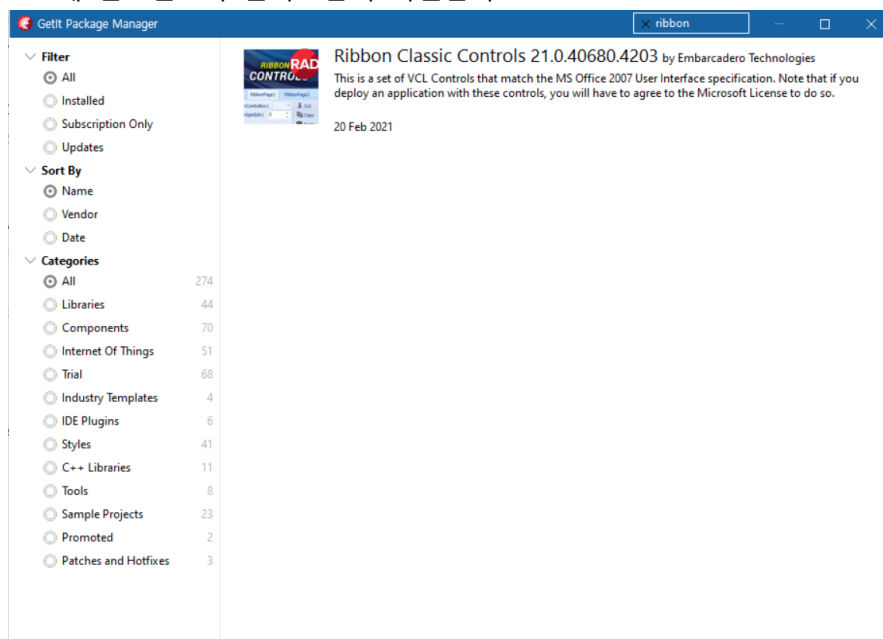 GetIt Package Manager
ribbon
Filter
All
Installed
Subscription Only
Updates
Sort By
Name
Vendor
Date
Categories
All 274
Libraries 44
Components 70
Internet Of Things 51
Trial 68
Industry Templates 4
IDE Plugins 6
Styles 41
C++ Libraries 11
Tools 8
Sample Projects 23
Promoted 2
Patches and Hotfixes 3
RIBBON RAD
CONTROLS
RibbonPage1 RibbonPage2
Cut
Copy
Ribbon Classic Controls 21.0.40680.4203 by Embarcadero Technologies
This is a set of VCL Controls that match the MS Office 2007 User Interface specification. Note that if you
deploy an application with these controls, you will have to agree to the Microsoft License to do so.
20 Feb 2021